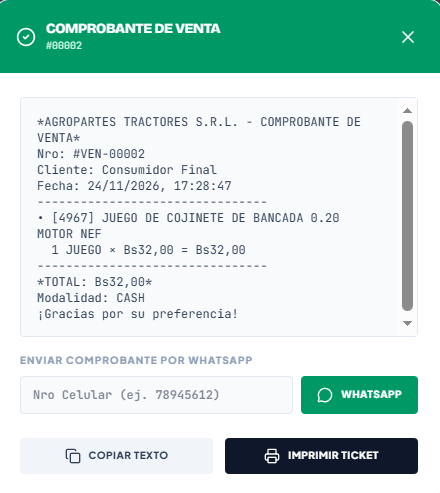 COMPROBANTE DE VENTA
#00002
*AGROPARTES TRACTORES S.R.L. - COMPROBANTE DE
VENTA*
Nro: #VEN-00002
Cliente: Consumidor Final
Fecha: 24/11/2026, 17:28:47
--------------------------------
• [4967] JUEGO DE COJINETE DE BANCADA 0.20
MOTOR NEF
1 JUEGO × Bs32,00 = Bs32,00
--------------------------------
*TOTAL: Bs32,00*
Modalidad: CASH
¡Gracias por su preferencia!
ENVIAR COMPROBANTE POR WHATSAPP
Nro Celular (ej. 78945612)
WHATSAPP
COPIAR TEXTO
IMPRIMIR TICKET